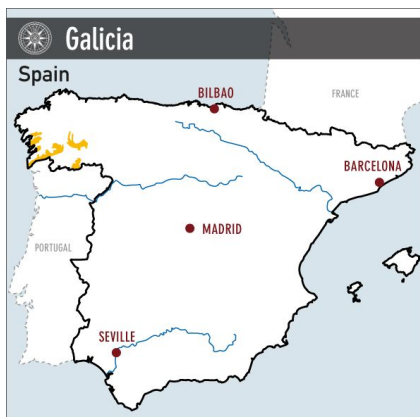 Galicia
Spain
BILBAO
FRANCE
BARCELONA
MADRID
PORTUGAL
SEVILLE